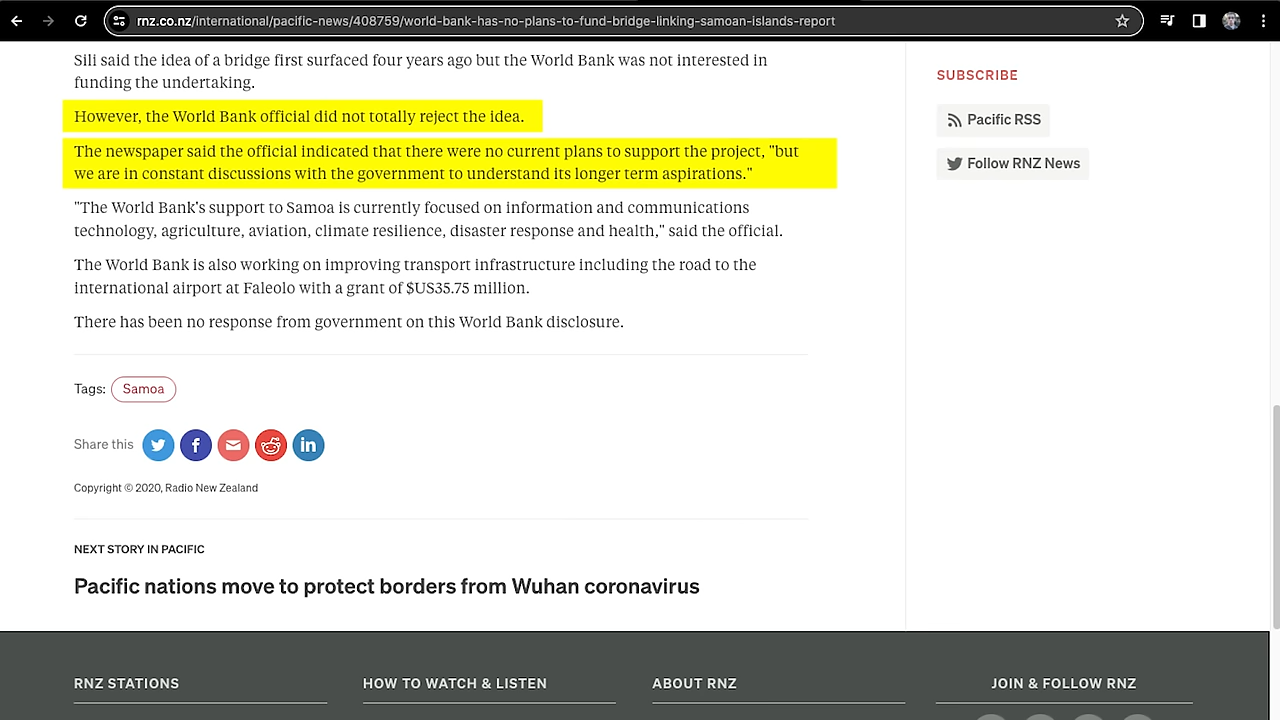 rnz.co.nz/international/pacific-news/408759/world-bank-has-no-plans-to-fund-bridge-linking-samoan-islands-report
Sili said the idea of a bridge first surfaced four years ago but the World Bank was not interested in
funding the undertaking.
However, the World Bank official did not totally reject the idea.
The newspaper said the official indicated that there were no current plans to support the project, "but
we are in constant discussions with the government to understand its longer term aspirations."
"The World Bank's support to Samoa is currently focused on information and communications
technology, agriculture, aviation, climate resilience, disaster response and health," said the official.
The World Bank is also working on improving transport infrastructure including the road to the
international airport at Faleolo with a grant of $US35.75 million.
There has been no response from government on this World Bank disclosure.
Tags: Samoa
Share this
Copyright © 2020, Radio New Zealand
NEXT STORY IN PACIFIC
Pacific nations move to protect borders from Wuhan coronavirus
SUBSCRIBE
Pacific RSS
Follow RNZ News
RNZ STATIONS
HOW TO WATCH & LISTEN
ABOUT RNZ
JOIN & FOLLOW RNZ